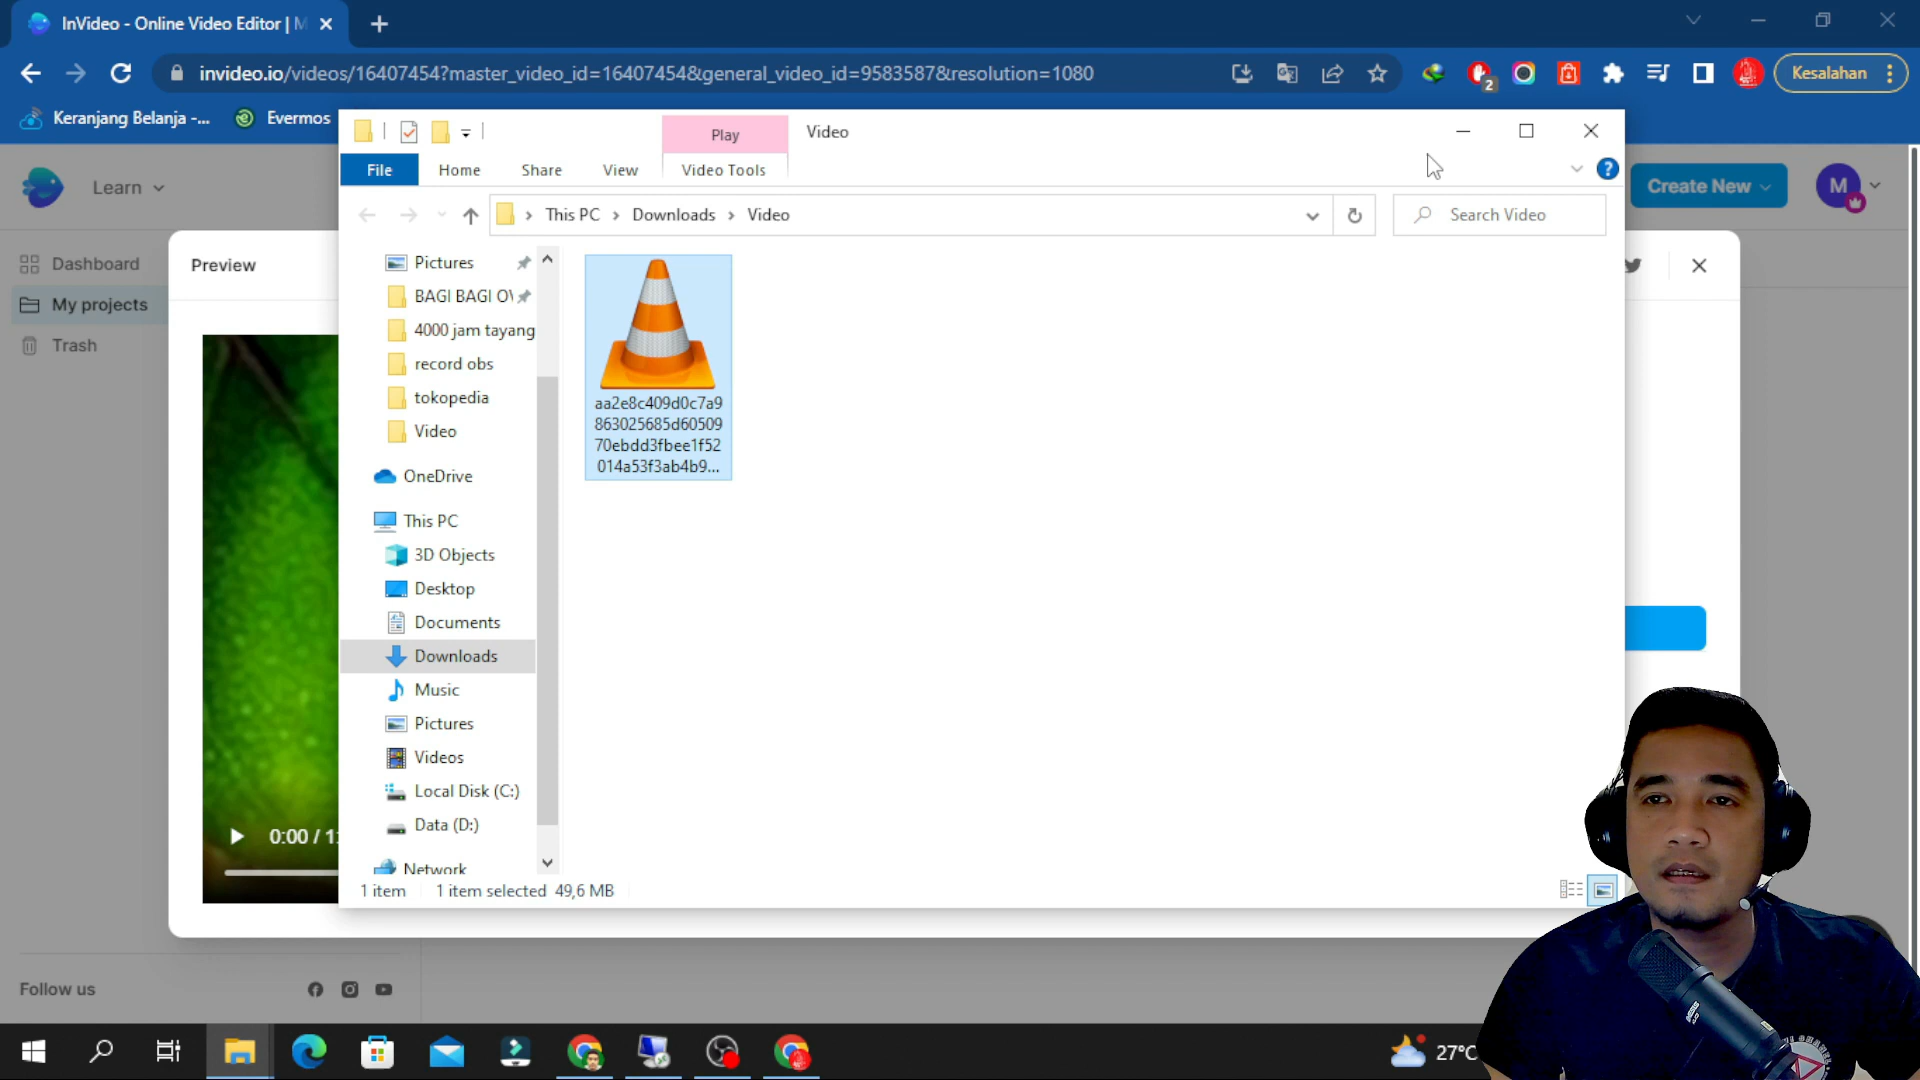 InVideo - Online Video Editor | M
invideo.io/videos/16407454?master_video_id=16407454&general_video_id=9583587&resolution=1080
2
Kesalahan
Keranjang Belanja -...
Evermos
Play
Video
File
Home
Share
View
Video Tools
?
Learn
Create New
M
This PC
Downloads
Video
Search Video
Dashboard
My projects
Trash
Preview
Pictures
BAGI BAGI OV
4000 jam tayang
record obs
tokopedia
Video
OneDrive
This PC
3D Objects
Desktop
Documents
Downloads
Music
Pictures
Videos
Local Disk (C:)
Data (D:)
Network
aa2e8c409d0c7a9
863025685d60509
70ebdd3fbee1f52
014a53f3ab4b9...
0:00 / 1:
1 item
1 item selected 49,6 MB
Follow us
27°C